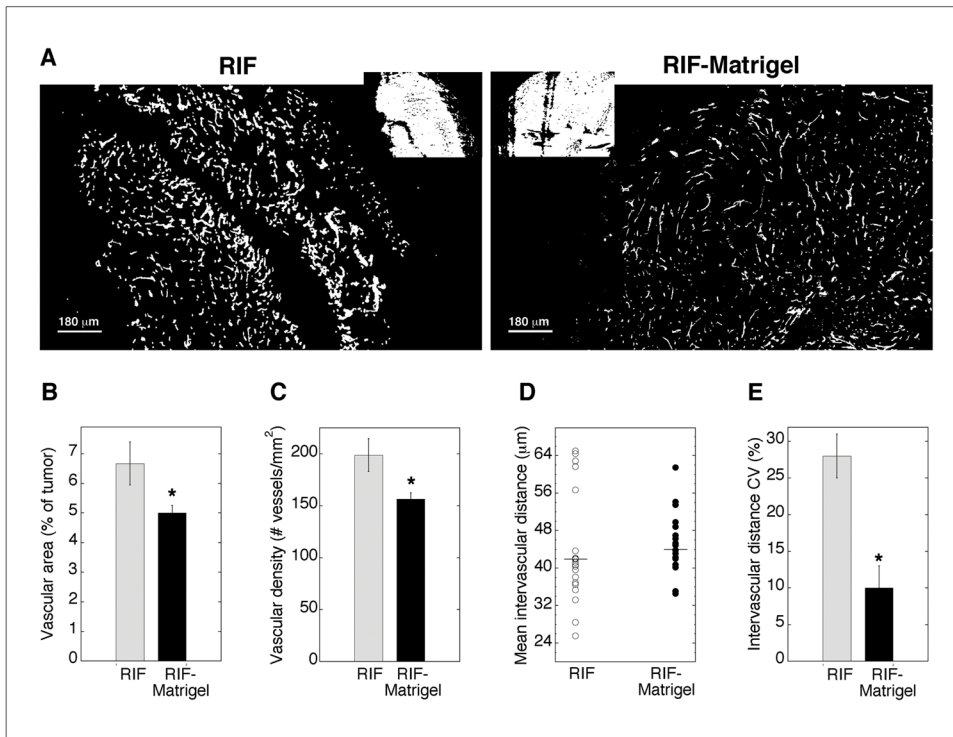 A
RIF
RIF-Matrigel
180 μm
180 μm
B
Vascular area (% of tumor)
7
6
5
4
3
2
1
0
*
RIF
RIF-
Matrigel
C
Vascular density (# vessels/mm²)
200
150
100
50
0
*
RIF
RIF-
Matrigel
D
Mean intervascular distance (μm)
64
56
48
40
32
24
RIF
RIF-
Matrigel
E
Intervascular distance CV (%)
30
25
20
15
10
5
0
*
RIF
RIF-
Matrigel